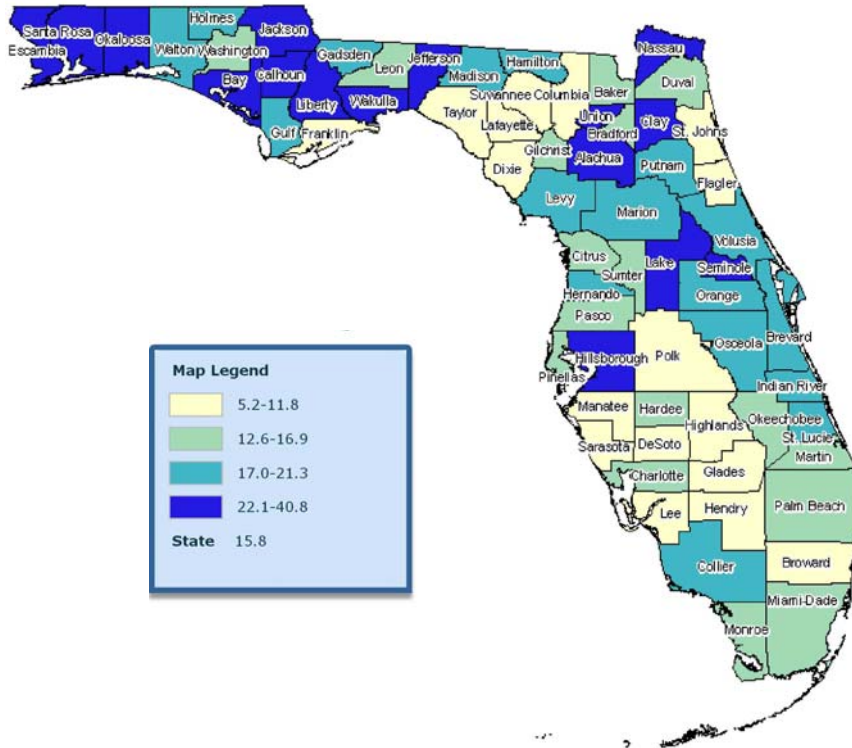 Holmes
Jackson
Santa Rosa
Okaloosa
Walton
Washington
Escambia
Bay
Calhoun
Gadsden
Leon
Jefferson
Madison
Hamilton
Nassau
Liberty
Wakulla
Gulf
Franklin
Taylor
Suwannee
Columbia
Baker
Duval
Lafayette
Union
Bradford
Clay
St. Johns
Dixie
Gilchrist
Alachua
Putnam
Flagler
Levy
Marion
Volusia
Citrus
Sumter
Lake
Seminole
Hernando
Orange
Pasco
Hillsborough
Polk
Osceola
Brevard
Pinellas
Indian River
Manatee
Hardee
Highlands
Okeechobee
St. Lucie
Sarasota
DeSoto
Martin
Charlotte
Glades
Lee
Hendry
Palm Beach
Collier
Broward
Miami-Dade
Monroe
Map Legend
5.2-11.8
12.6-16.9
17.0-21.3
22.1-40.8
State 15.8